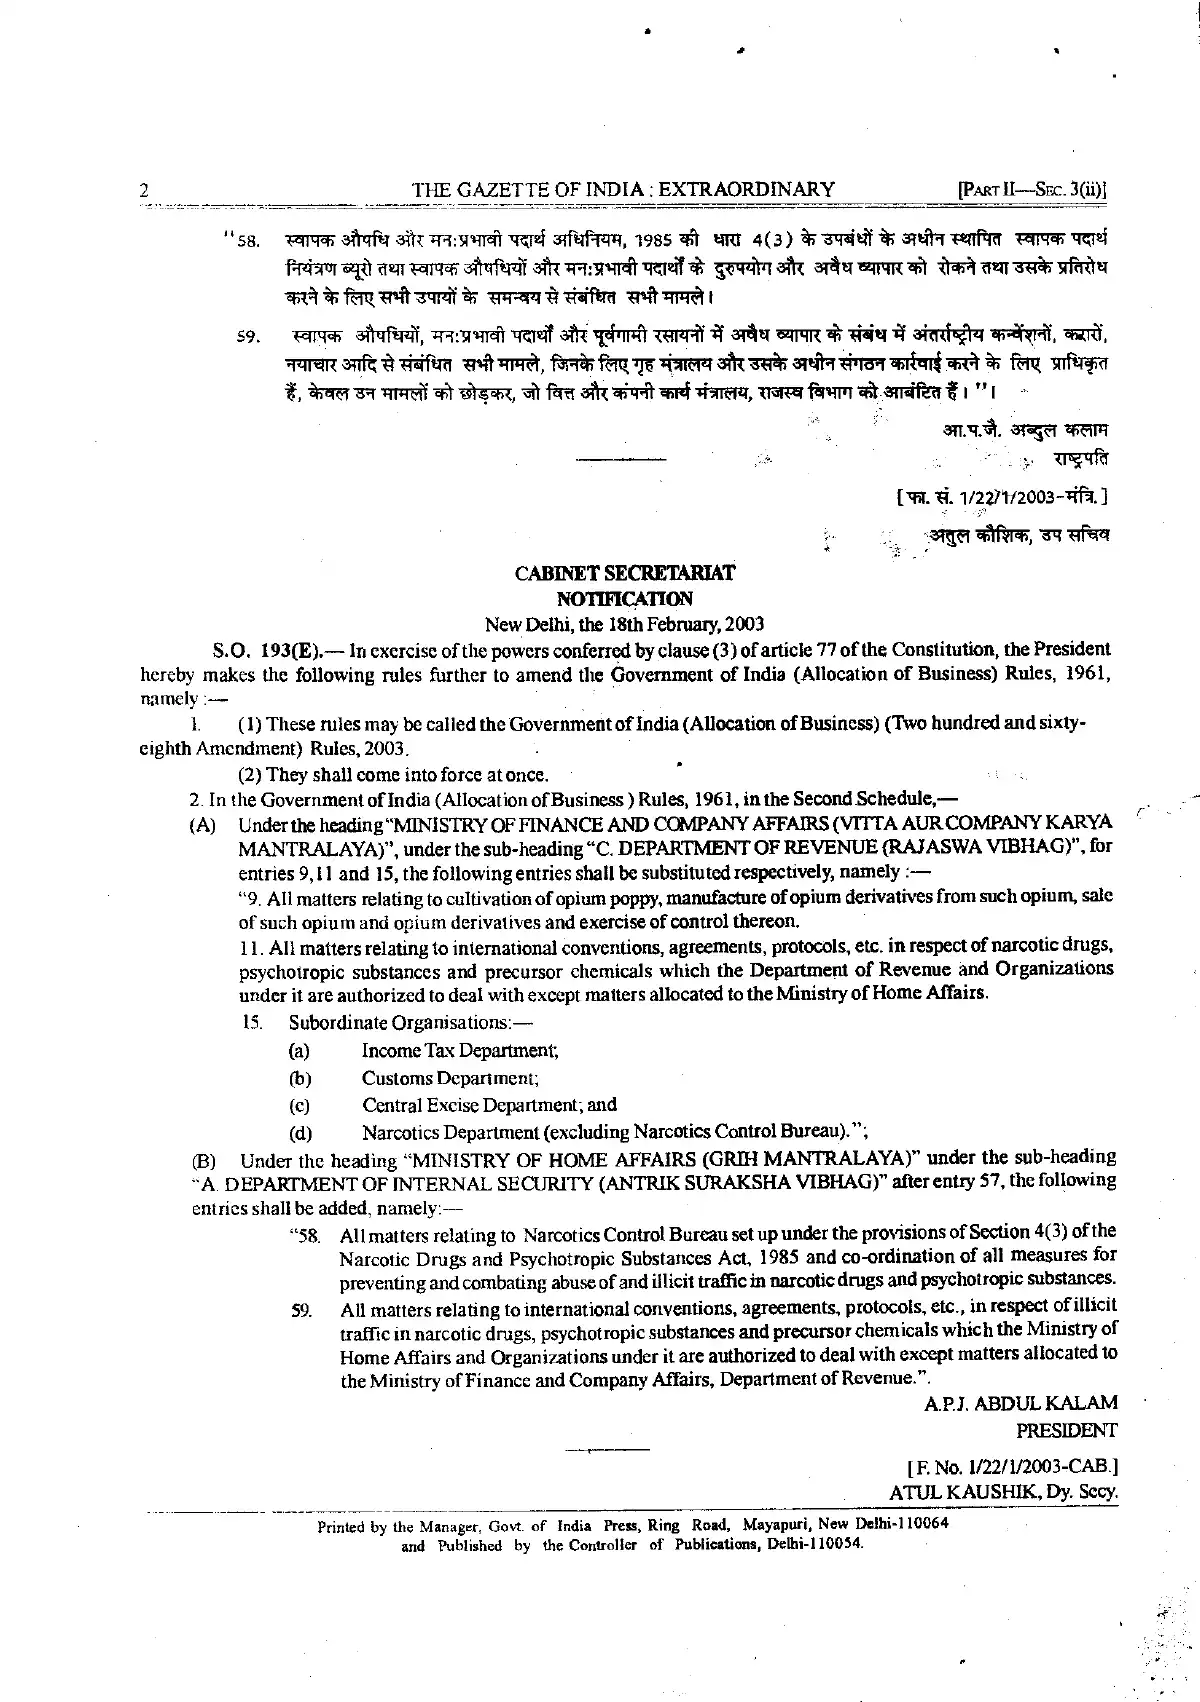 2 THE GAZETTE OF INDIA : EXTRAORDINARY [PART II—SEC. 3(ii)]
"58. स्वापक औषधि और मन:प्रभावी पदार्थ अधिनियम, 1985 की धारा 4(3) के उपबंधों के अधीन स्थापित स्वापक पदार्थ
नियंत्रण ब्यूरो तथा स्वापक औषधियों और मन:प्रभावी पदार्थों के दुरुपयोग और अवैध व्यापार को रोकने तथा उसके प्रतिरोध
करने के लिए सभी उपायों के समन्वय से संबंधित सभी मामले।
59. स्वापक औषधियों, मन:प्रभावी पदार्थों और पूर्वगामी रसायनों में अवैध व्यापार के संबंध में अंतर्राष्ट्रीय कन्वेंशनों, करारों,
नयाचार आदि से संबंधित सभी मामले, जिनके लिए गृह मंत्रालय और उसके अधीन संगठन कार्रवाई करने के लिए प्राधिकृत
हैं, केवल उन मामलों को छोड़कर, जो वित्त और कंपनी कार्य मंत्रालय, राजस्व विभाग को आबंटित हैं। "।
आ.प.जै. अब्दुल कलाम
राष्ट्रपति
[फा. सं. 1/22/1/2003-मंत्रि.]
अतुल कौशिक, उप सचिव
CABINET SECRETARIAT
NOTIFICATION
New Delhi, the 18th February, 2003
S.O. 193(E).— In exercise of the powers conferred by clause (3) of article 77 of the Constitution, the President
hereby makes the following rules further to amend the Government of India (Allocation of Business) Rules, 1961,
namely :—
1. (1) These rules may be called the Government of India (Allocation of Business) (Two hundred and sixty-
eighth Amendment) Rules, 2003.
(2) They shall come into force at once.
2. In the Government of India (Allocation of Business ) Rules, 1961, in the Second Schedule,—
(A) Under the heading "MINISTRY OF FINANCE AND COMPANY AFFAIRS (VITTA AUR COMPANY KARYA
MANTRALAYA)", under the sub-heading "C. DEPARTMENT OF REVENUE (RAJASWA VIBHAG)", for
entries 9,11 and 15, the following entries shall be substituted respectively, namely :—
"9. All matters relating to cultivation of opium poppy, manufacture of opium derivatives from such opium, sale
of such opium and opium derivatives and exercise of control thereon.
11. All matters relating to international conventions, agreements, protocols, etc. in respect of narcotic drugs,
psychotropic substances and precursor chemicals which the Department of Revenue and Organizations
under it are authorized to deal with except matters allocated to the Ministry of Home Affairs.
15. Subordinate Organisations:—
(a) Income Tax Department;
(b) Customs Department;
(c) Central Excise Department; and
(d) Narcotics Department (excluding Narcotics Control Bureau).";
(B) Under the heading "MINISTRY OF HOME AFFAIRS (GRIH MANTRALAYA)" under the sub-heading
"A. DEPARTMENT OF INTERNAL SECURITY (ANTRIK SURAKSHA VIBHAG)" after entry 57, the following
entries shall be added, namely:—
"58. All matters relating to Narcotics Control Bureau set up under the provisions of Section 4(3) of the
Narcotic Drugs and Psychotropic Substances Act, 1985 and co-ordination of all measures for
preventing and combating abuse of and illicit traffic in narcotic drugs and psychotropic substances.
59. All matters relating to international conventions, agreements, protocols, etc., in respect of illicit
traffic in narcotic drugs, psychotropic substances and precursor chemicals which the Ministry of
Home Affairs and Organizations under it are authorized to deal with except matters allocated to
the Ministry of Finance and Company Affairs, Department of Revenue.".
A.P.J. ABDUL KALAM
PRESIDENT
[F. No. 1/22/1/2003-CAB.]
ATUL KAUSHIK, Dy. Secy.
Printed by the Manager, Govt. of India Press, Ring Road, Mayapuri, New Delhi-110064
and Published by the Controller of Publications, Delhi-110054.